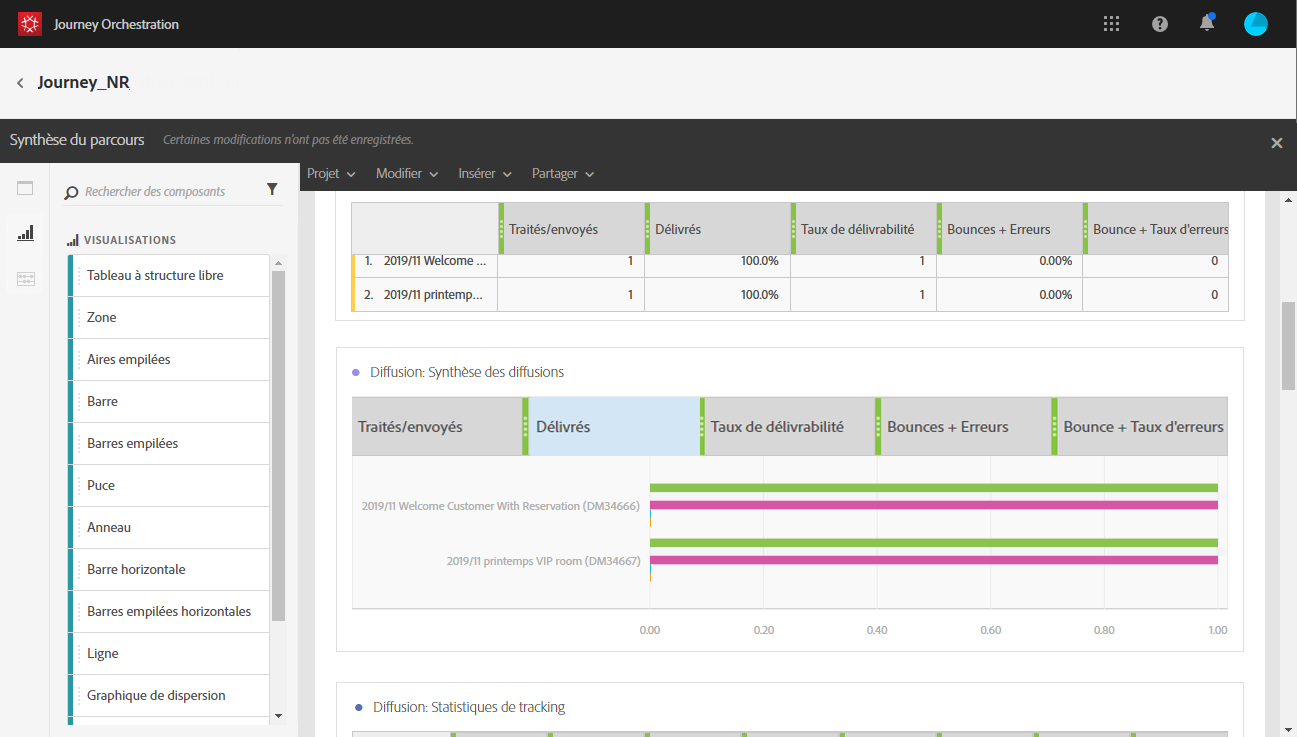 Journey Orchestration
Journey_NR
Synthèse du parcours Certaines modifications n'ont pas été enregistrées.
Projet Modifier Insérer Partager
Rechercher des composants
VISUALISATIONS
Tableau à structure libre
Zone
Aires empilées
Barre
Barres empilées
Puce
Anneau
Barre horizontale
Barres empilées horizontales
Ligne
Graphique de dispersion
Traités/envoyés Délivrés Taux de délivrabilité Bounces + Erreurs Bounce + Taux d'erreurs
1. 2019/11 Welcome ... 1 100.0% 1 0.00% 0
2. 2019/11 printemp... 1 100.0% 1 0.00% 0
Diffusion: Synthèse des diffusions
Traités/envoyés Délivrés Taux de délivrabilité Bounces + Erreurs Bounce + Taux d'erreurs
2019/11 Welcome Customer With Reservation (DM34666)
2019/11 printemps VIP room (DM34667)
0.00 0.20 0.40 0.60 0.80 1.00
Diffusion: Statistiques de tracking